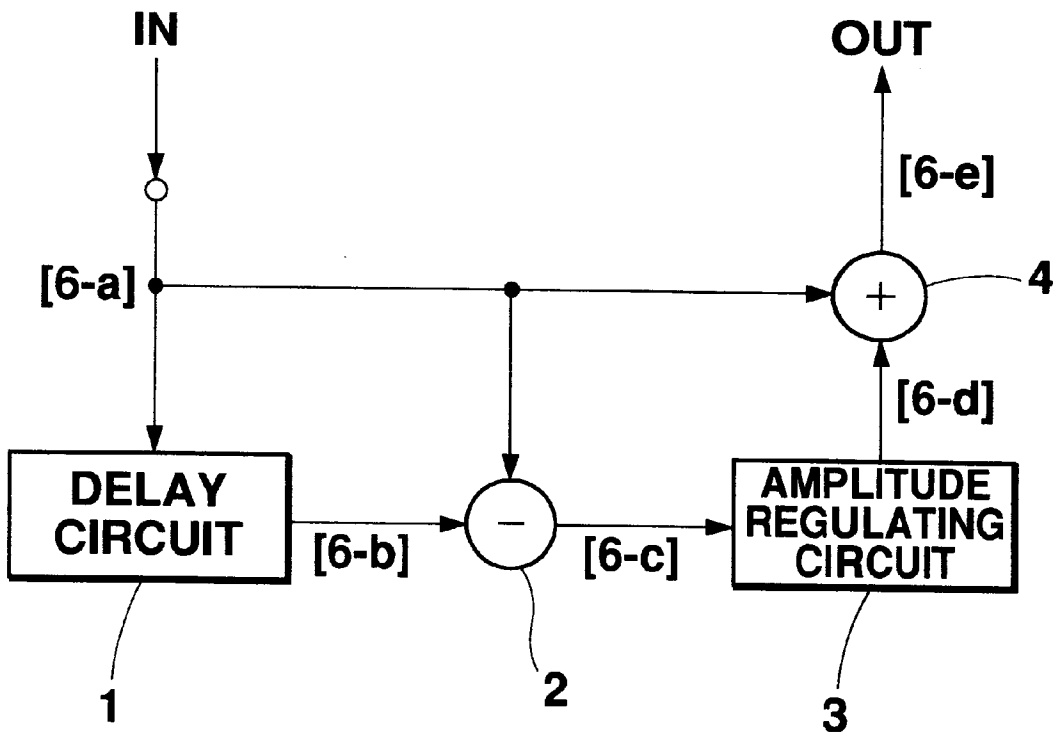 IN
OUT
[6-e]
[6-a]
+
4
[6-d]
DELAY
CIRCUIT
[6-b]
−
[6-c]
AMPLITUDE
REGULATING
CIRCUIT
1
2
3